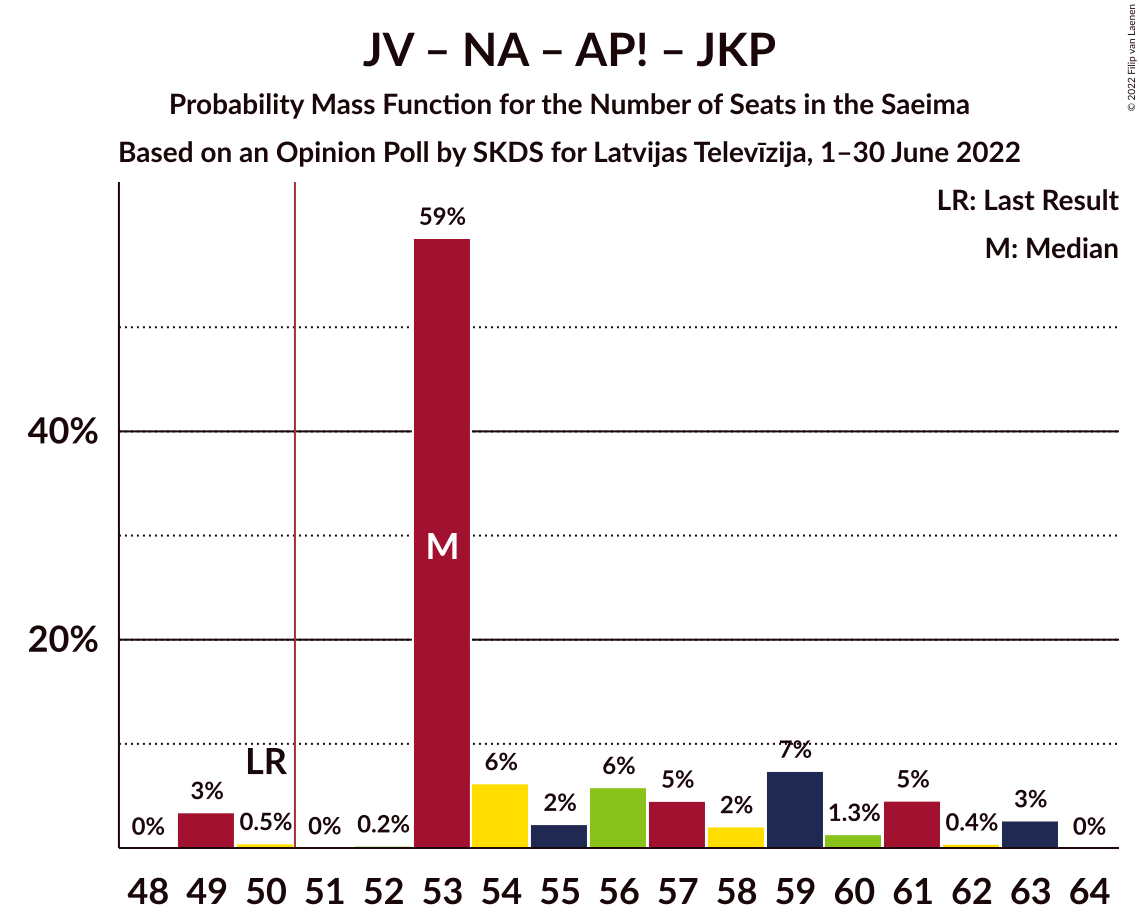 JV – NA – AP! – JKP
Probability Mass Function for the Number of Seats in the Saeima
Based on an Opinion Poll by SKDS for Latvijas Televīzija, 1–30 June 2022
© 2022 Filip van Laenen
LR: Last Result
M: Median
59%
40%
M
20%
LR
0%
3%
0.5%
0%
0.2%
6%
2%
6%
5%
2%
7%
1.3%
5%
0.4%
3%
0%
48 49 50 51 52 53 54 55 56 57 58 59 60 61 62 63 64